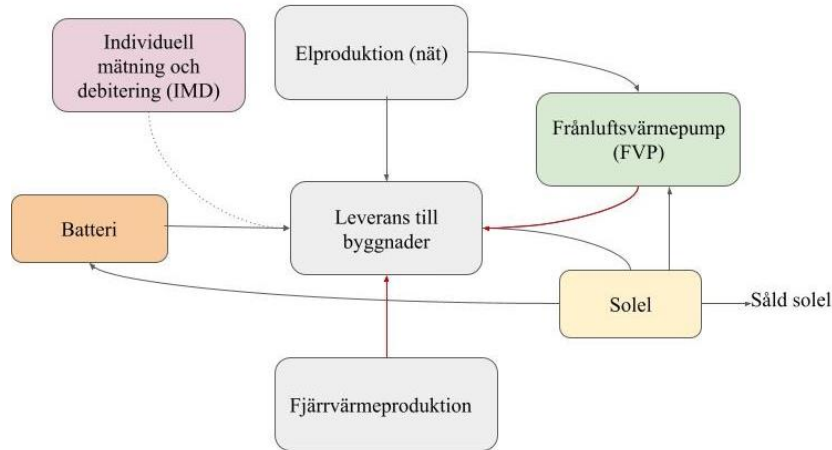 Individuell
mätning och
debitering (IMD)
Elproduktion (nät)
Frånluftsvärmepump
(FVP)
Batteri
Leverans till
byggnader
Solel
Såld solel
Fjärrvärmeproduktion